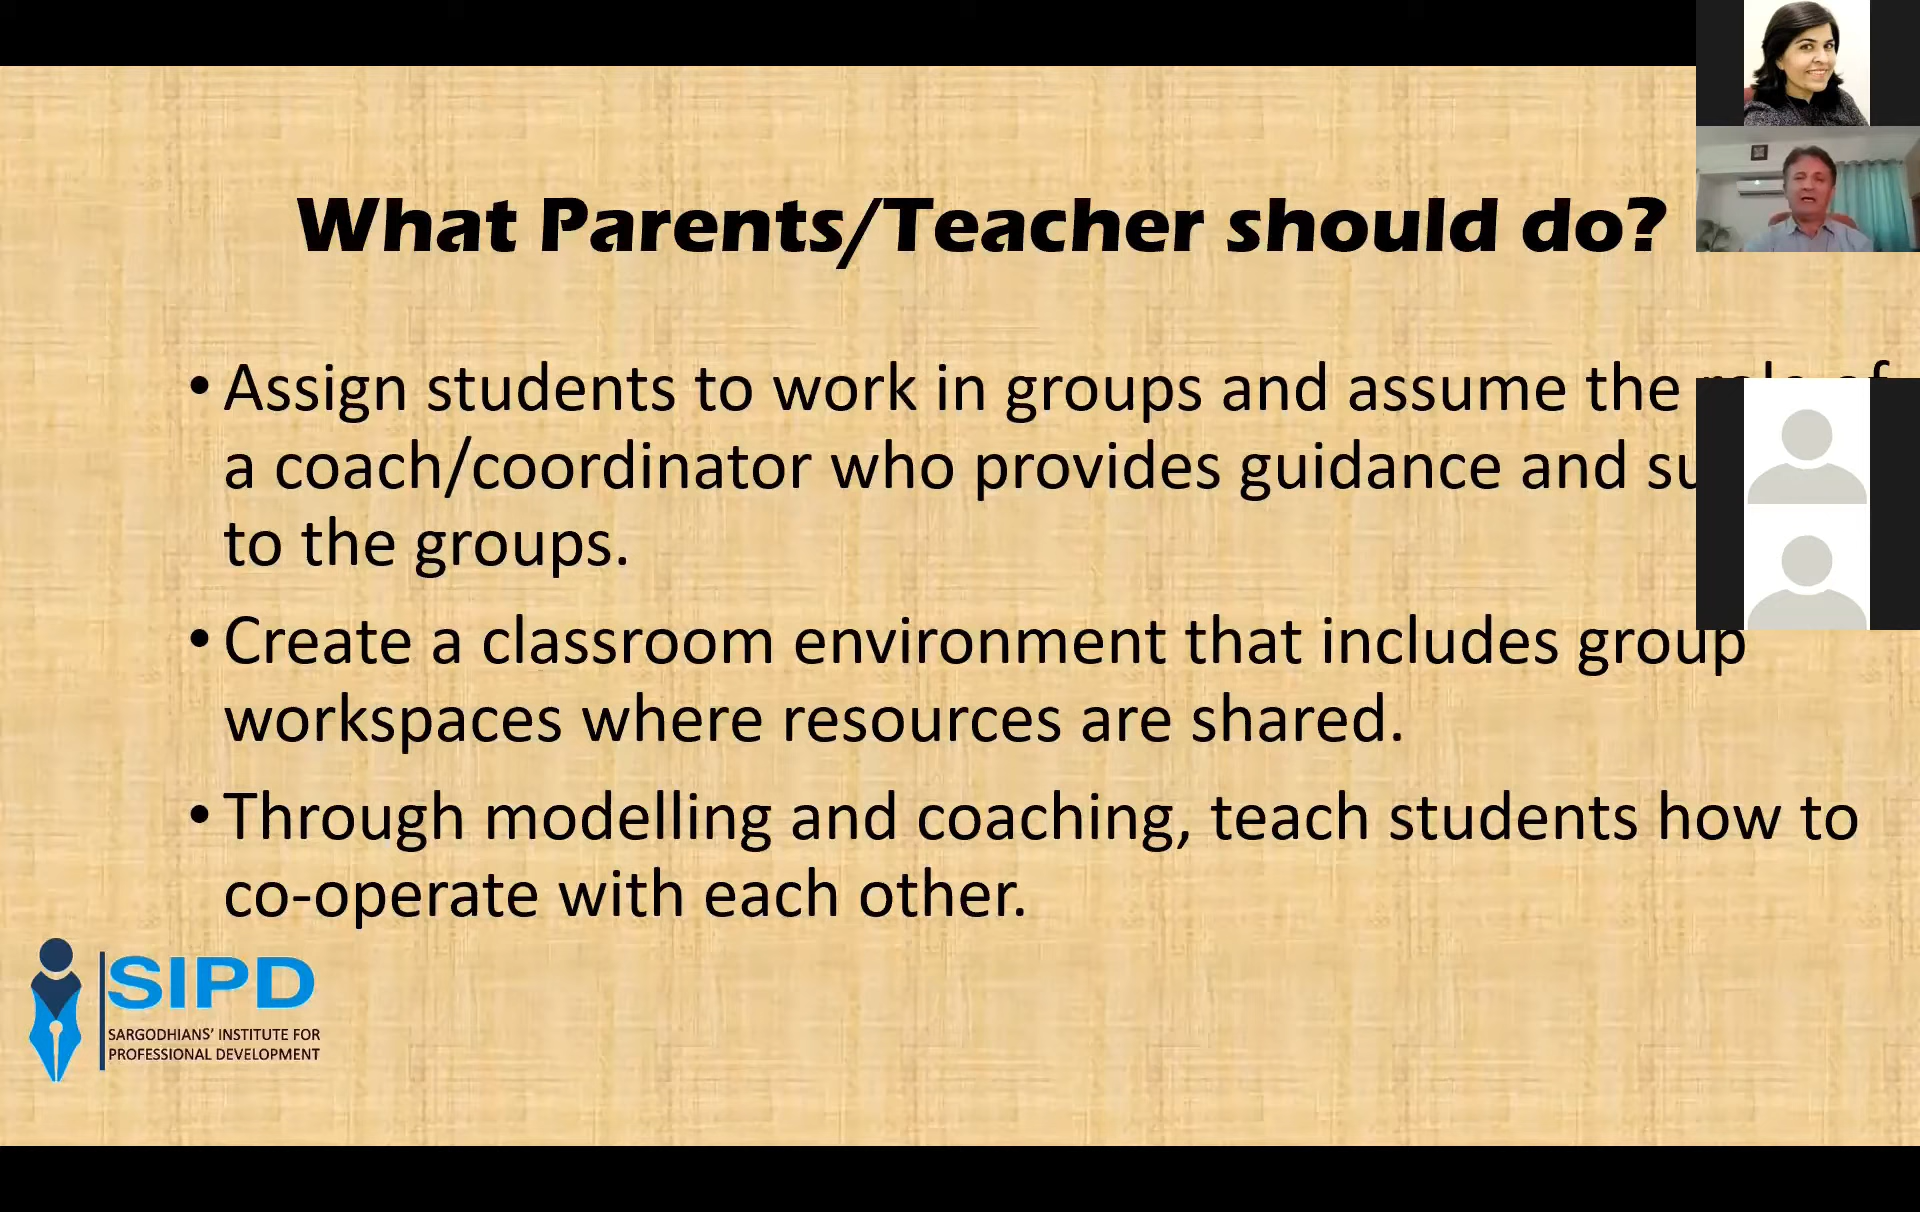 What Parents/Teacher should do?
• Assign students to work in groups and assume the role of
a coach/coordinator who provides guidance and
to the groups.
• Create a classroom environment that includes group
workspaces where resources are shared.
• Through modelling and coaching, teach students how to
co-operate with each other.
SIPD
SARGODHIANS' INSTITUTE FOR
PROFESSIONAL DEVELOPMENT